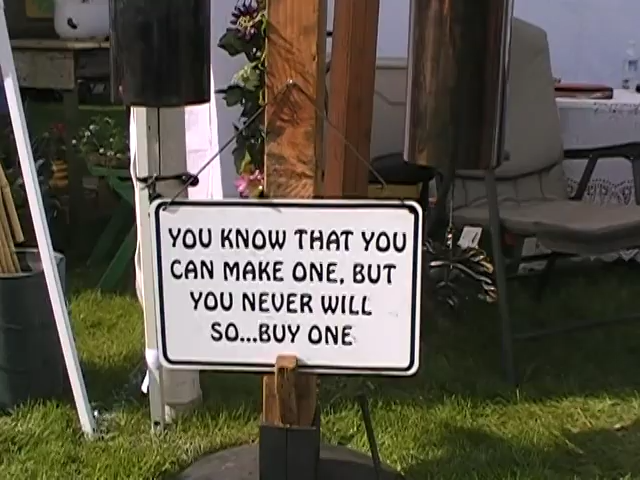 YOU KNOW THAT YOU
CAN MAKE ONE, BUT
YOU NEVER WILL
SO...BUY ONE